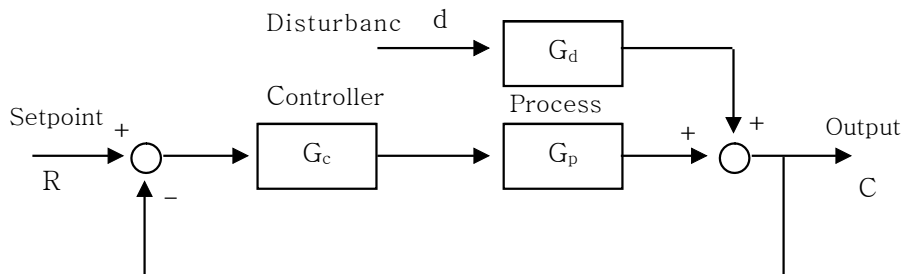 Disturbanc d
G_d
Controller
Process
Setpoint
+
+
+
Output
G_c
G_p
R
−
C